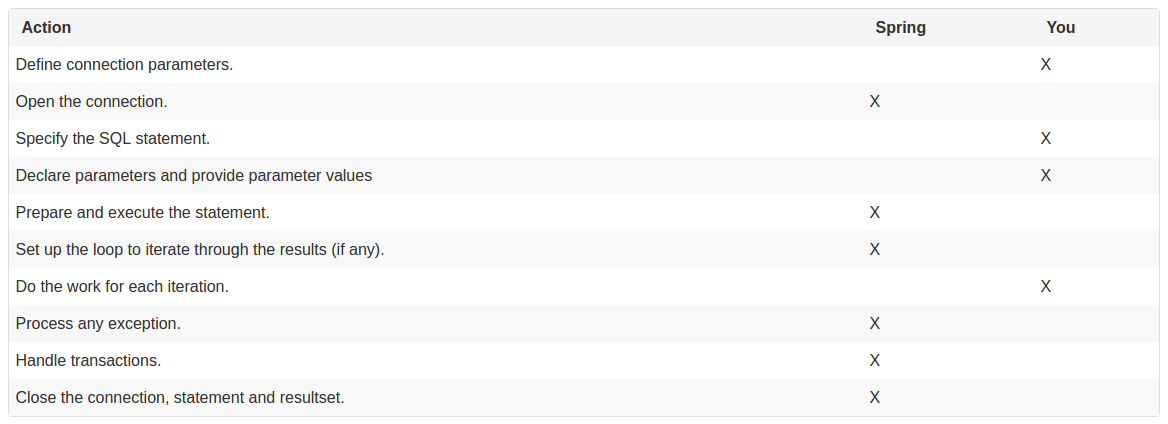 Action Spring You
Define connection parameters. X
Open the connection. X
Specify the SQL statement. X
Declare parameters and provide parameter values X
Prepare and execute the statement. X
Set up the loop to iterate through the results (if any). X
Do the work for each iteration. X
Process any exception. X
Handle transactions. X
Close the connection, statement and resultset. X